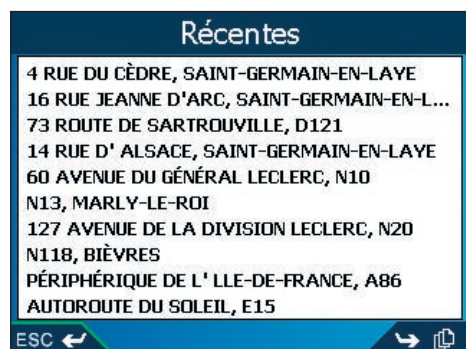 Récentes
4 RUE DU CÈDRE, SAINT-GERMAIN-EN-LAYE
16 RUE JEANNE D'ARC, SAINT-GERMAIN-EN-L...
73 ROUTE DE SARTROUVILLE, D121
14 RUE D' ALSACE, SAINT-GERMAIN-EN-LAYE
60 AVENUE DU GÉNÉRAL LECLERC, N10
N13, MARLY-LE-ROI
127 AVENUE DE LA DIVISION LECLERC, N20
N118, BIÈVRES
PÉRIPHÉRIQUE DE L' LLE-DE-FRANCE, A86
AUTOROUTE DU SOLEIL, E15
ESC